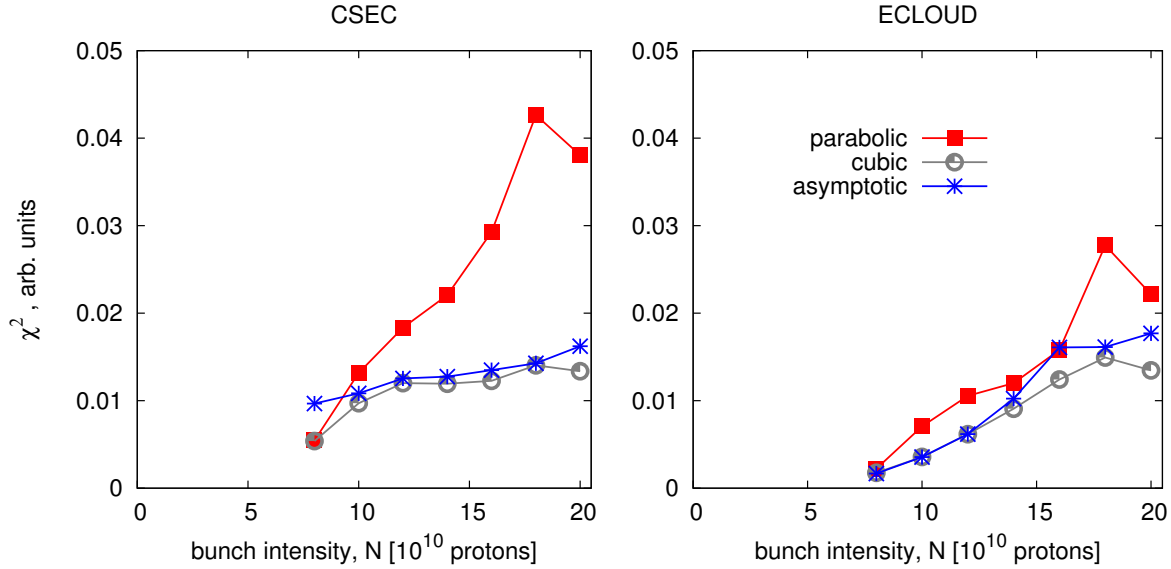 CSEC
ECLOUD
χ², arb. units
0.05
0.04
0.03
0.02
0.01
0
0 5 10 15 20
bunch intensity, N [10¹⁰ protons]
0.05
0.04
0.03
0.02
0.01
0
parabolic
cubic
asymptotic
0 5 10 15 20
bunch intensity, N [10¹⁰ protons]